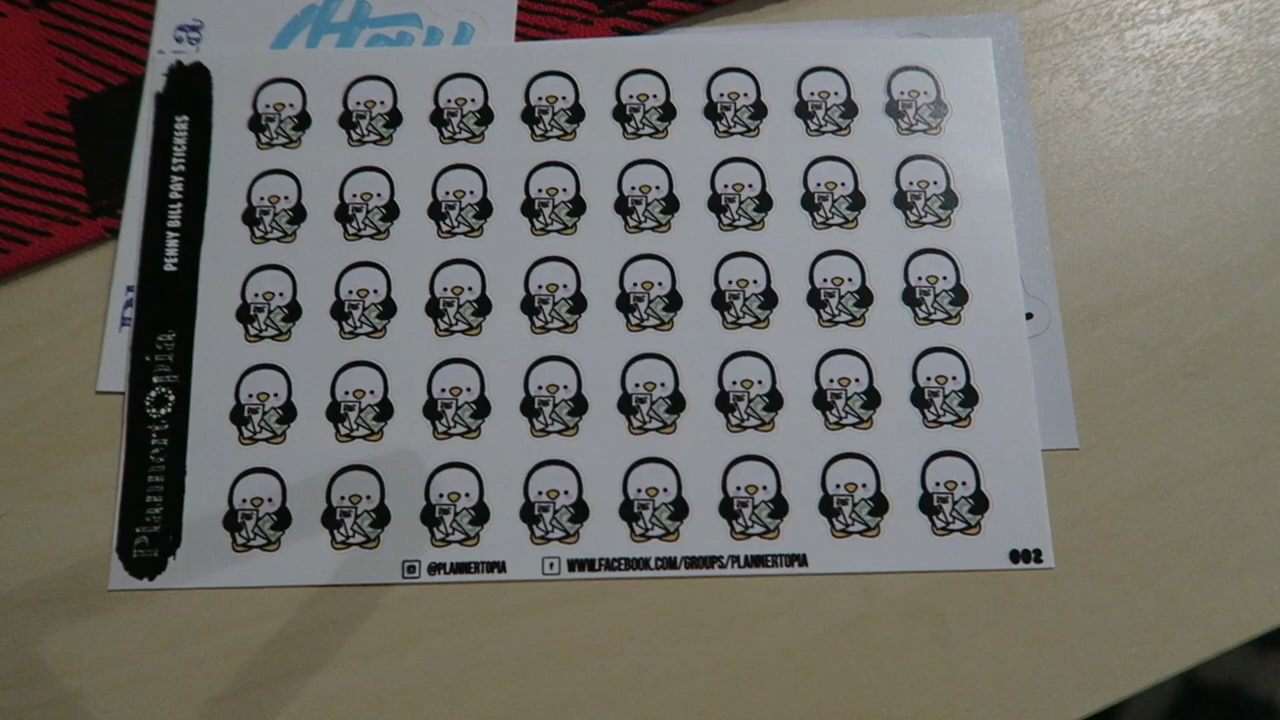 PENNY BILL PAY STICKERS
PlannertOpia
@PLANNERTOPIA
WWW.FACEBOOK.COM/GROUPS/PLANNERTOPIA
002